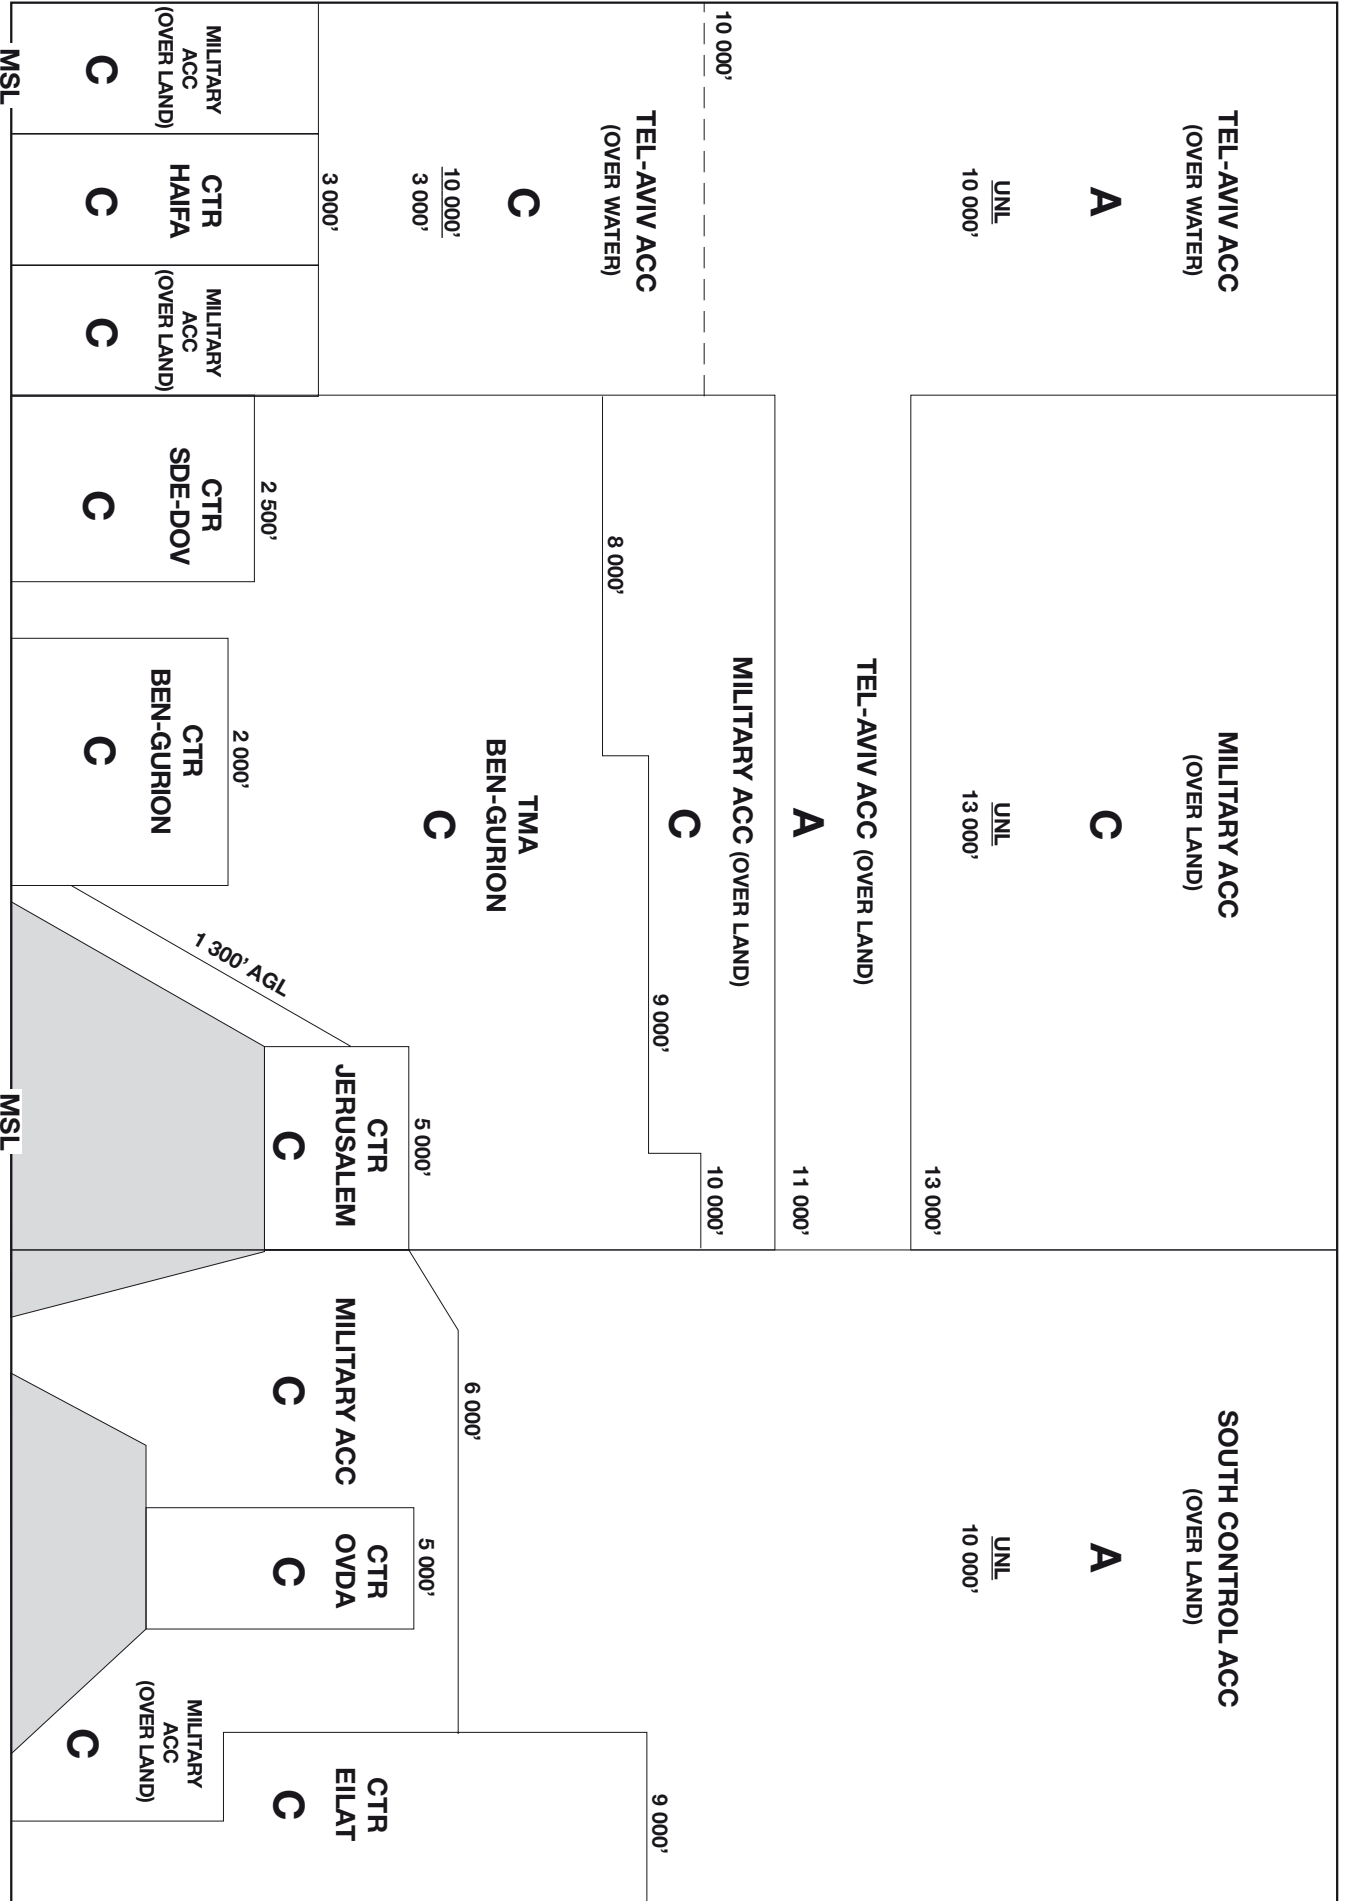 TEL-AVIV ACC
(OVER WATER)
A
UNL
10 000’
10 000’
TEL-AVIV ACC
(OVER WATER)
C
10 000’
3 000’
3 000’
MILITARY
ACC
(OVER LAND)
C
CTR
HAIFA
C
MILITARY
ACC
(OVER LAND)
C
MSL
MILITARY ACC
(OVER LAND)
C
UNL
13 000’
13 000’
TEL-AVIV ACC (OVER LAND)
A
11 000’
MILITARY ACC (OVER LAND)
C
8 000’
9 000’
10 000’
TMA
BEN-GURION
C
2 500’
CTR
SDE-DOV
C
2 000’
CTR
BEN-GURION
C
1 300’ AGL
5 000’
CTR
JERUSALEM
C
MSL
SOUTH CONTROL ACC
(OVER LAND)
A
UNL
10 000’
6 000’
MILITARY ACC
C
5 000’
CTR
OVDA
C
MILITARY
ACC
(OVER LAND)
C
9 000’
CTR
EILAT
C